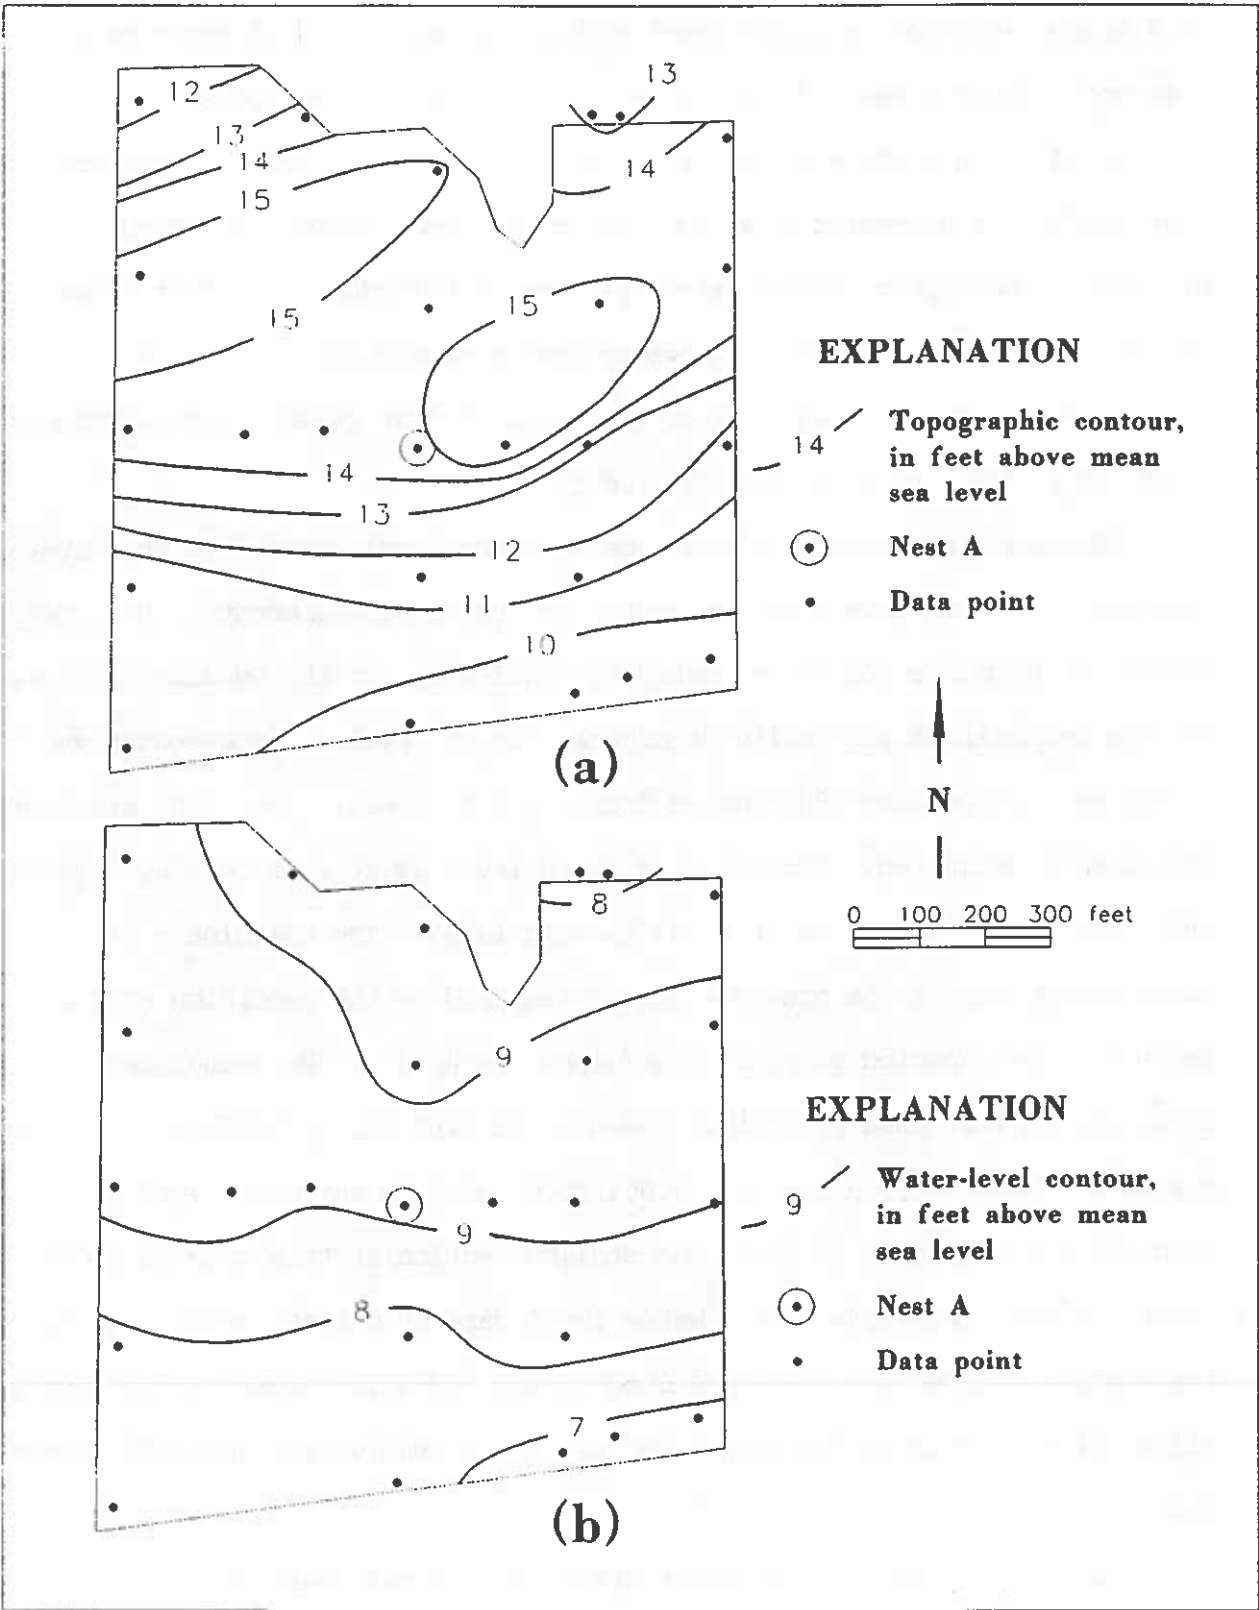 13
12
13
14
14
15
15
15
EXPLANATION
14 Topographic contour,
in feet above mean
sea level
Nest A
Data point
14
13
12
11
10
(a)
N
0 100 200 300 feet
8
9
EXPLANATION
9 Water-level contour,
in feet above mean
sea level
Nest A
Data point
9
8
7
(b)